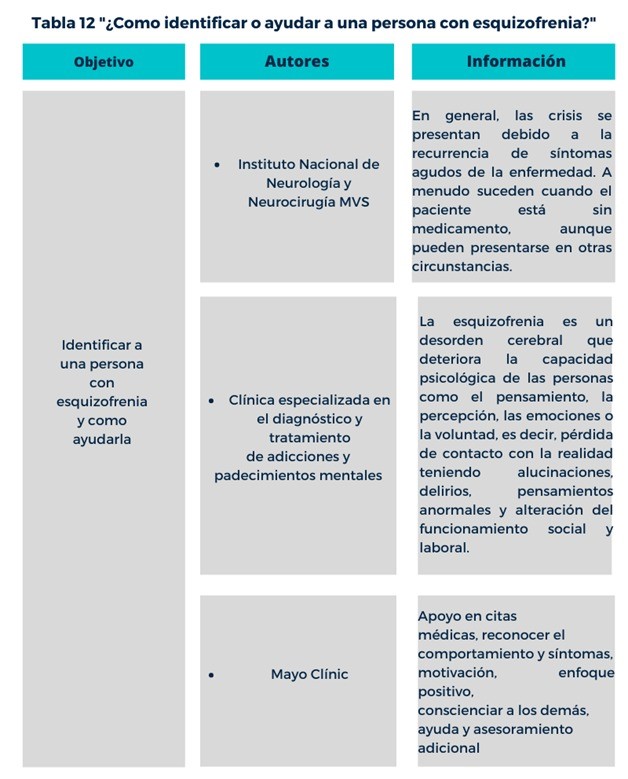 Tabla 12 "¿Como identificar o ayudar a una persona con esquizofrenia?"
Objetivo
Autores
Información
Identificar a
una persona
con
esquizofrenia
y como
ayudarla
• Instituto Nacional de
Neurología y
Neurocirugía MVS
En general, las crisis se
presentan debido a la
recurrencia de síntomas
agudos de la enfermedad. A
menudo suceden cuando el
paciente está sin
medicamento, aunque
pueden presentarse en otras
circunstancias.
• Clínica especializada en
el diagnóstico y
tratamiento
de adicciones y
padecimientos mentales
La esquizofrenia es un
desorden cerebral que
deteriora la capacidad
psicológica de las personas
como el pensamiento, la
percepción, las emociones o
la voluntad, es decir, pérdida
de contacto con la realidad
teniendo alucinaciones,
delirios, pensamientos
anormales y alteración del
funcionamiento social y
laboral.
• Mayo Clínic
Apoyo en citas
médicas, reconocer el
comportamiento y síntomas,
motivación, enfoque
positivo,
conscienciar a los demás,
ayuda y asesoramiento
adicional